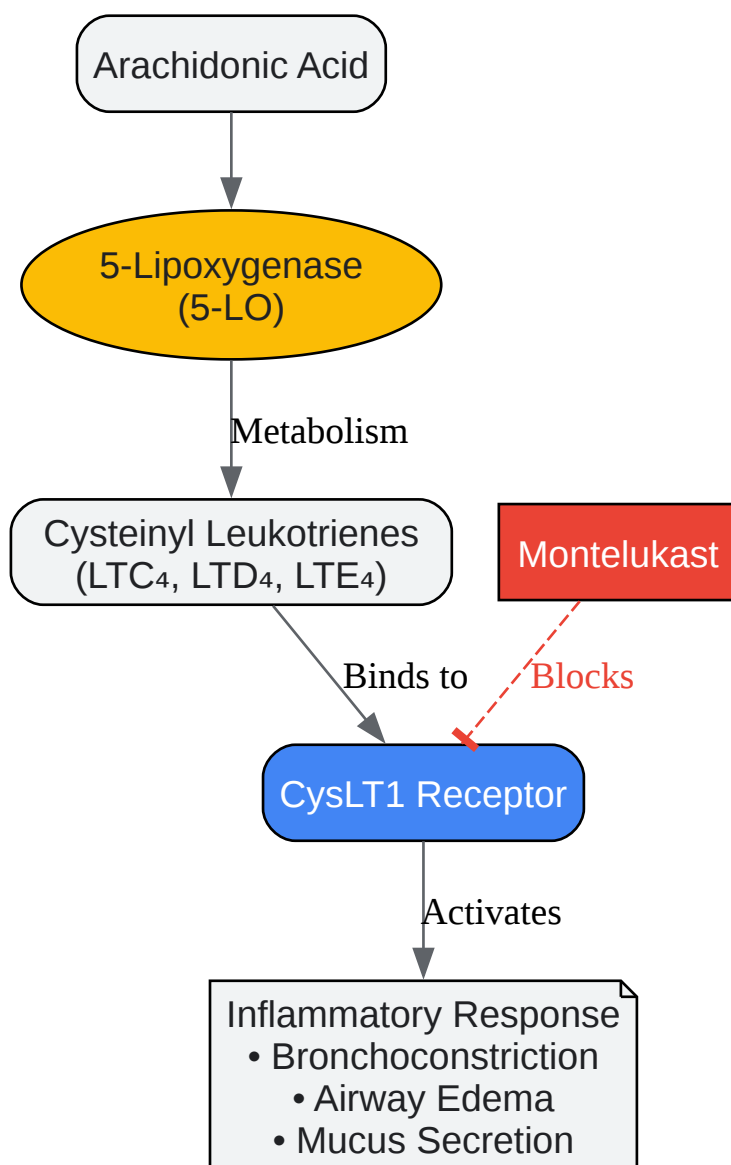 Arachidonic Acid
5-Lipoxygenase
(5-LO)
Metabolism
Cysteinyl Leukotrienes
(LTC₄, LTD₄, LTE₄)
Montelukast
Binds to
Blocks
CysLT1 Receptor
Activates
Inflammatory Response
• Bronchoconstriction
• Airway Edema
• Mucus Secretion